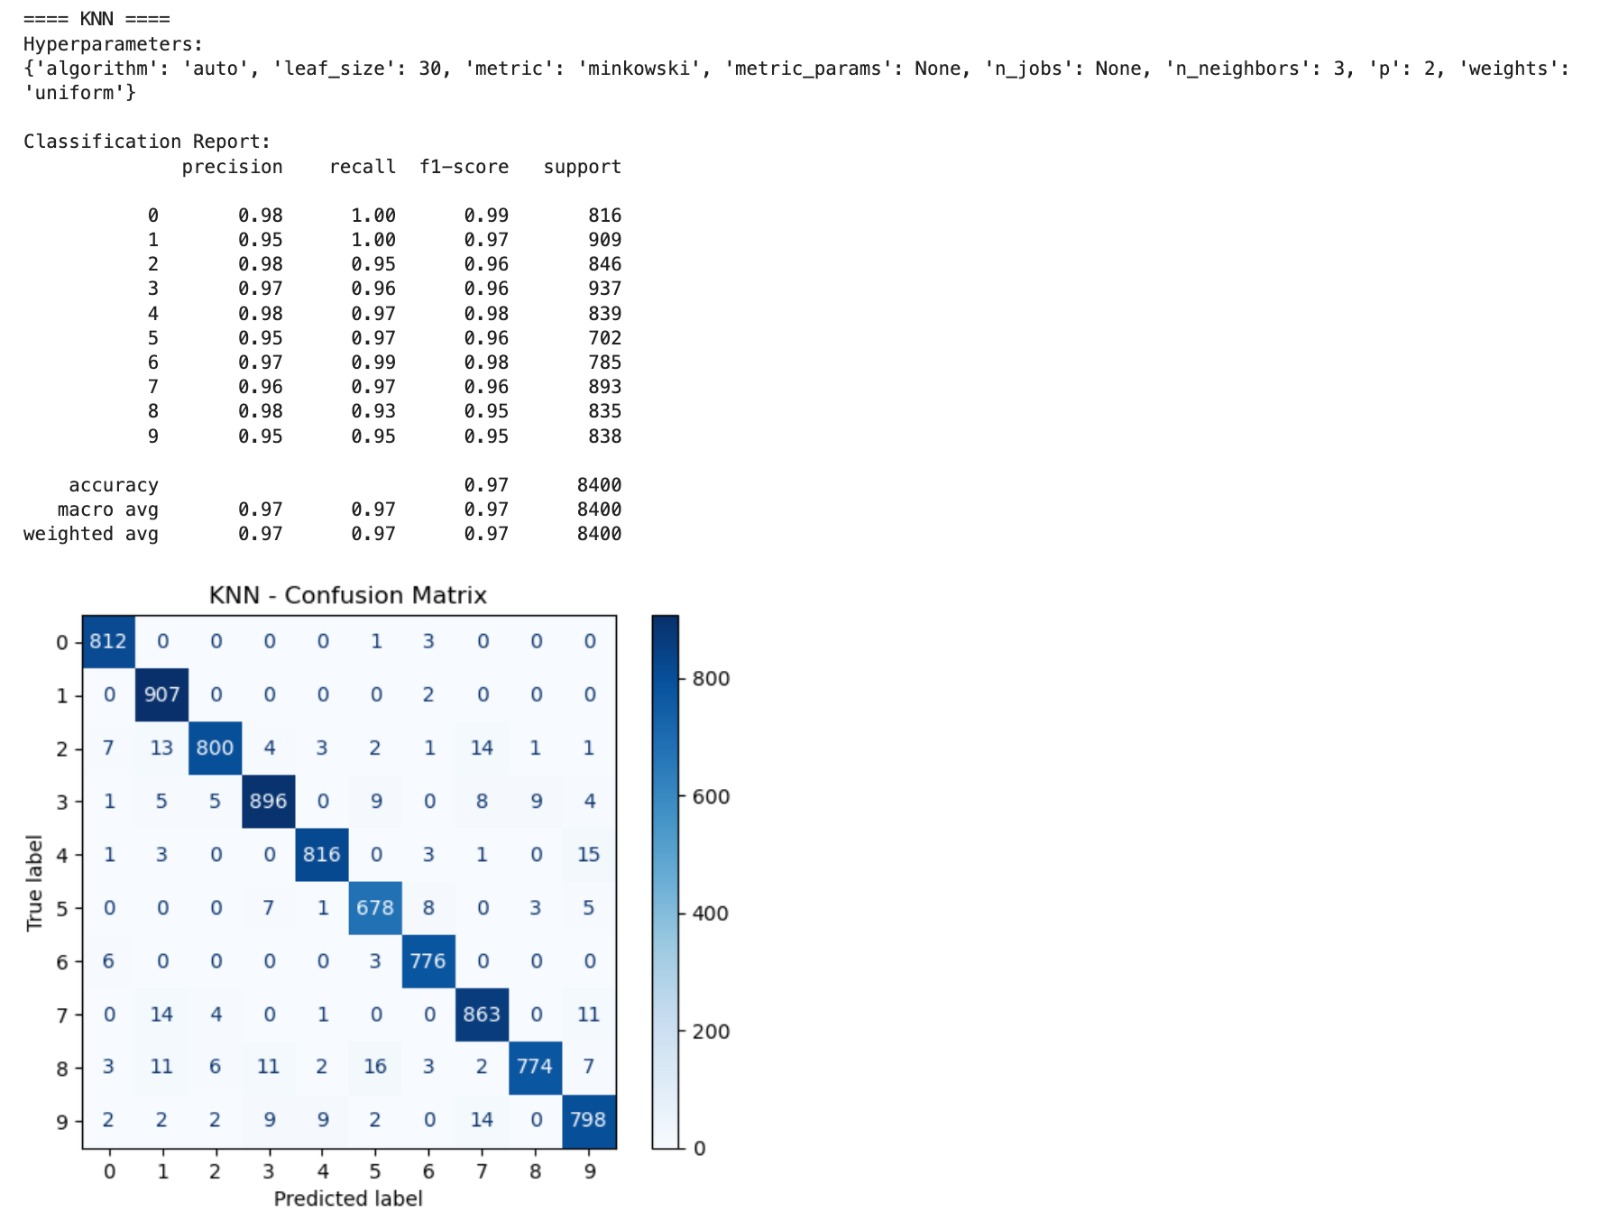 ==== KNN ====
Hyperparameters:
{'algorithm': 'auto', 'leaf_size': 30, 'metric': 'minkowski', 'metric_params': None, 'n_jobs': None, 'n_neighbors': 3, 'p': 2, 'weights':
'uniform'}
Classification Report:
precision recall f1-score support
0 0.98 1.00 0.99 816
1 0.95 1.00 0.97 909
2 0.98 0.95 0.96 846
3 0.97 0.96 0.96 937
4 0.98 0.97 0.98 839
5 0.95 0.97 0.96 702
6 0.97 0.99 0.98 785
7 0.96 0.97 0.96 893
8 0.98 0.93 0.95 835
9 0.95 0.95 0.95 838
accuracy 0.97 8400
macro avg 0.97 0.97 0.97 8400
weighted avg 0.97 0.97 0.97 8400
KNN - Confusion Matrix
0 812 0 0 0 0 1 3 0 0 0
1 0 907 0 0 0 0 2 0 0 0
2 7 13 800 4 3 2 1 14 1 1
3 1 5 5 896 0 9 0 8 9 4
4 1 3 0 0 816 0 3 1 0 15
5 0 0 0 7 1 678 8 0 3 5
6 6 0 0 0 0 3 776 0 0 0
7 0 14 4 0 1 0 0 863 0 11
8 3 11 6 11 2 16 3 2 774 7
9 2 2 2 9 9 2 0 14 0 798
0 1 2 3 4 5 6 7 8 9
Predicted label
True label
800
600
400
200
0